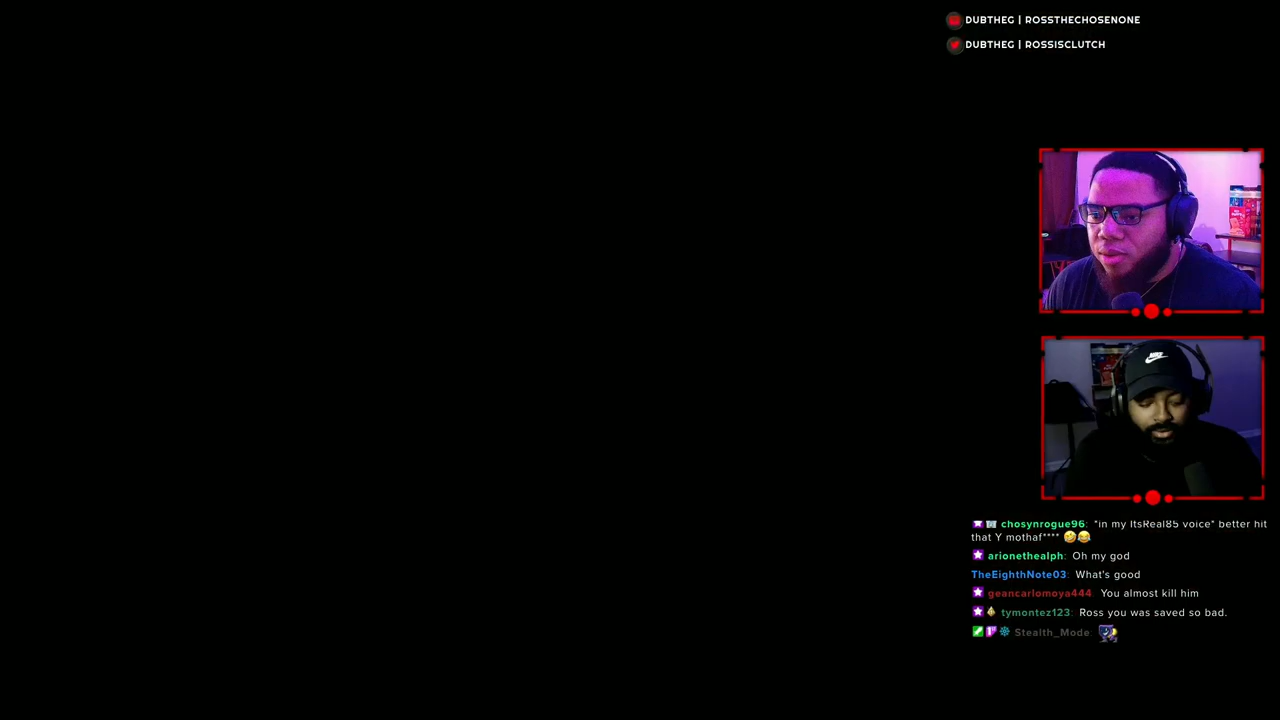 DUBTHEG | ROSSTHECHOSENONE
DUBTHEG | ROSSISCLUTCH
chosynrogue96: *in my ItsReal85 voice* better hit
that Y mothaf**** 🤣😂
arionethealph: Oh my god
TheEighthNote03: What's good
geancarlomoya444: You almost kill him
tymontez123: Ross you was saved so bad.
Stealth_Mode: